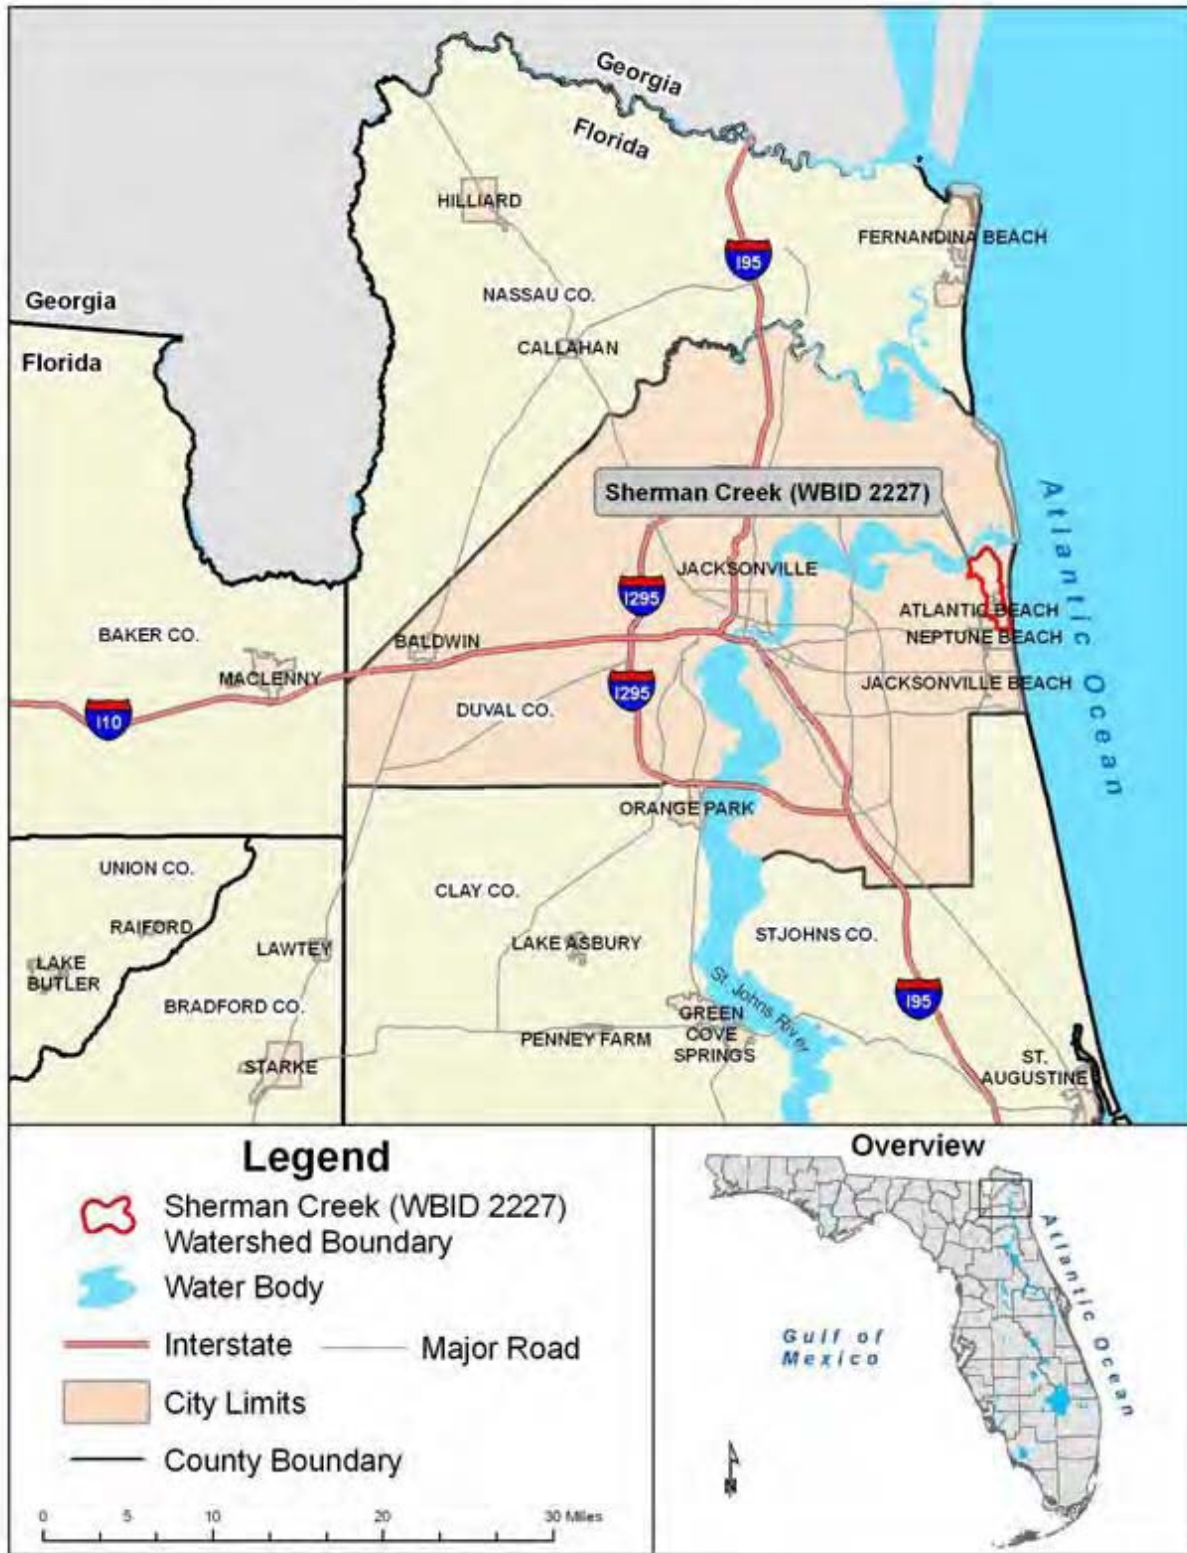 Georgia
Florida
HILLIARD
FERNANDINA BEACH
I95
NASSAU CO.
Georgia
CALLAHAN
Florida
Sherman Creek (WBID 2227)
Atlantic Ocean
JACKSONVILLE
I295
ATLANTIC BEACH
BAKER CO.
BALDWIN
NEPTUNE BEACH
MACLENNY
JACKSONVILLE BEACH
I295
DUVAL CO.
I10
ORANGE PARK
UNION CO.
CLAY CO.
RAIFORD
STJOHNS CO.
LAWTEY
LAKE ASBURY
LAKE
BUTLER
St. Johns River
I95
BRADFORD CO.
GREEN
COVE
SPRINGS
PENNEY FARM
STARKE
ST.
AUGUSTINE
Legend
Sherman Creek (WBID 2227)
Watershed Boundary
Water Body
Interstate
Major Road
City Limits
County Boundary
0 5 10 20 30 Miles
Overview
Atlantic Ocean
Gulf of
Mexico